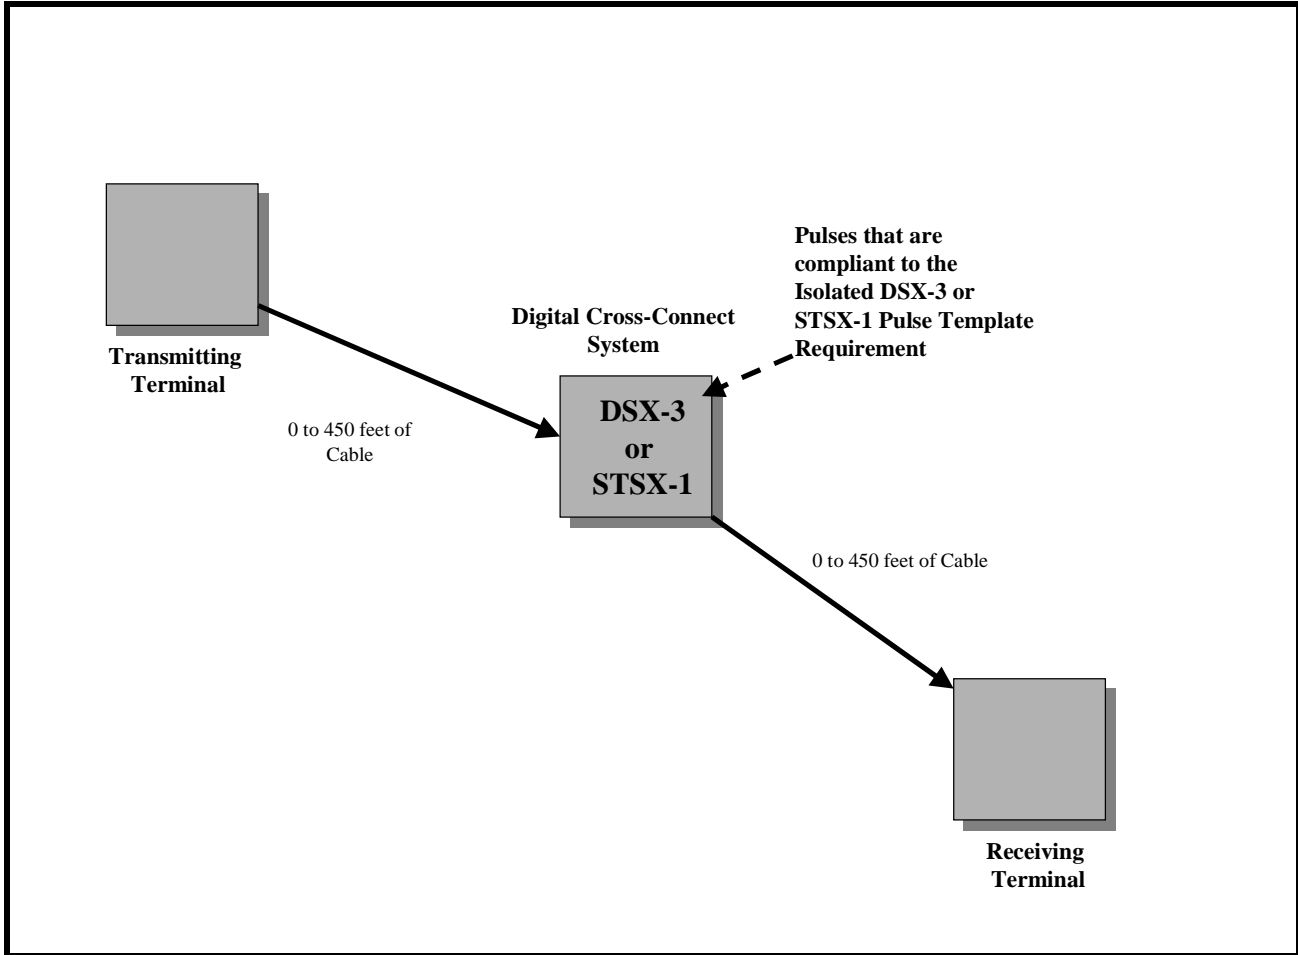 Pulses that are
compliant to the
Isolated DSX-3 or
STSX-1 Pulse Template
Requirement
Digital Cross-Connect
System
Transmitting
Terminal
DSX-3
or
STSX-1
0 to 450 feet of
Cable
0 to 450 feet of Cable
Receiving
Terminal